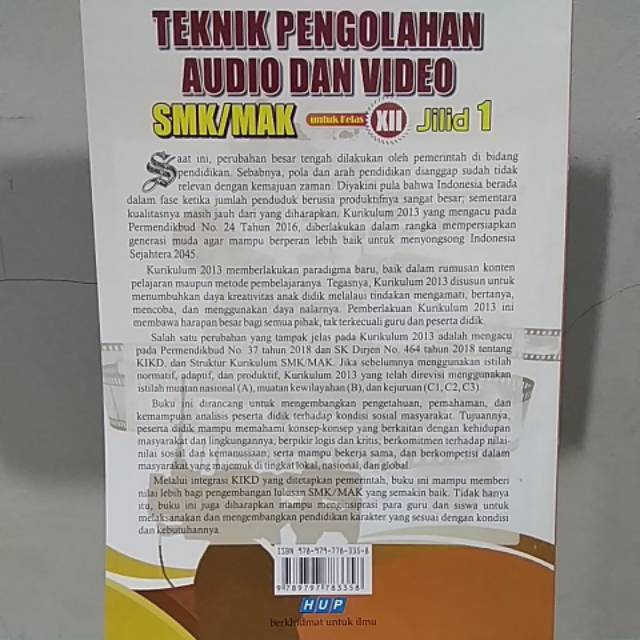 TEKNIK PENGOLAHAN
AUDIO DAN VIDEO
SMK/MAK untuk Kelas XII Jilid 1
Saat ini, perubahan besar tengah dilakukan oleh pemerintah di bidang
pendidikan. Sebabnya, pola dan arah pendidikan dianggap sudah tidak
relevan dengan kemajuan zaman. Diyakini pula bahwa Indonesia berada
dalam fase ketika jumlah penduduk berusia produktifnya sangat besar; sementara
kualitasnya masih jauh dari yang diharapkan. Kurikulum 2013 yang mengacu pada
Permendikbud No. 24 Tahun 2016, diberlakukan dalam rangka mempersiapkan
generasi muda agar mampu berperan lebih baik untuk menyongsong Indonesia
Sejahtera 2045.
Kurikulum 2013 memberlakukan paradigma baru, baik dalam rumusan konten
pelajaran maupun metode pembelajaranya. Tegasnya, Kurikulum 2013 disusun untuk
menumbuhkan daya kreativitas anak didik melalaui tindakan mengamati, bertanya,
mencoba, dan menggunakan daya nalarnya. Pemberlakuan Kurikulum 2013 ini
membawa harapan besar bagi semua pihak, tak terkecuali guru dan peserta didik.
Salah satu perubahan yang tampak jelas pada Kurikulum 2013 adalah mengacu
pada Permendikbud No. 37 tahun 2018 dan SK Dirjen No. 464 tahun 2018 tentang
KIKD, dan Struktur Kurikulum SMK/MAK. Jika sebelumnya menggunakan istilah
normatif, adaptif, dan produktif, Kurikulum 2013 yang telah direvisi menggunakan
istilah muatan nasional (A), muatan kewilayahan (B), dan kejuruan (C1, C2, C3).
Buku ini dirancang untuk mengembangkan pengetahuan, pemahaman, dan
kemampuan analisis peserta didik terhadap kondisi sosial masyarakat. Tujuannya,
peserta didik mampu memahami konsep-konsep yang berkaitan dengan kehidupan
masyarakat dan lingkungannya; berpikir logis dan kritis; berkomitmen terhadap nilai-
nilai sosial dan kemanusiaan, serta mampu bekerja sama, dan berkompetisi dalam
masyarakat yang majemuk di tingkat lokal, nasional, dan global.
Melalui integrasi KIKD yang ditetapkan pemerintah, buku ini mampu memberi
nilai lebih bagi pengembangan lulusan SMK/MAK yang semakin baik. Tidak hanya
itu, buku ini juga diharapkan mampu menginspirasi para guru dan siswa untuk
melaksanakan dan mengembangkan pendidikan karakter yang sesuai dengan kondisi
dan kebutuhannya.
ISBN 978-979-778-335-8
9 789797 783358
HUP
berkhidmat untuk ilmu